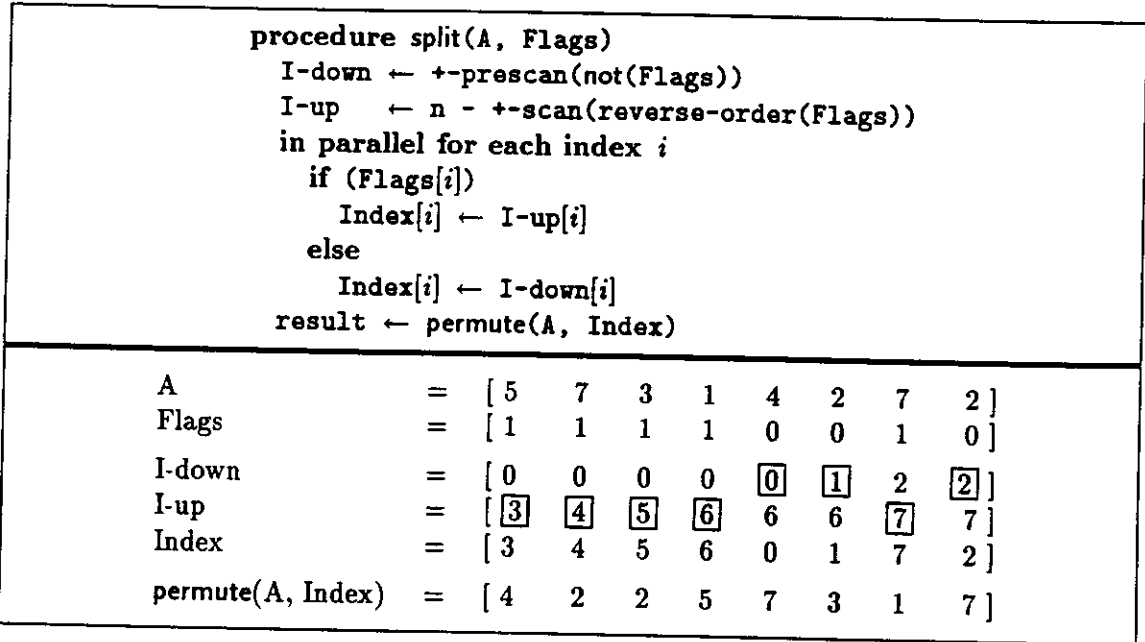 procedure split(A, Flags)
I-down ← +-prescan(not(Flags))
I-up ← n - +-scan(reverse-order(Flags))
in parallel for each index i
if (Flags[i])
Index[i] ← I-up[i]
else
Index[i] ← I-down[i]
result ← permute(A, Index)
A = [ 5 7 3 1 4 2 7 2 ]
Flags = [ 1 1 1 1 0 0 1 0 ]
I-down = [ 0 0 0 0 0 1 2 2 ]
I-up = [ 3 4 5 6 6 6 7 7 ]
Index = [ 3 4 5 6 0 1 7 2 ]
permute(A, Index) = [ 4 2 2 5 7 3 1 7 ]